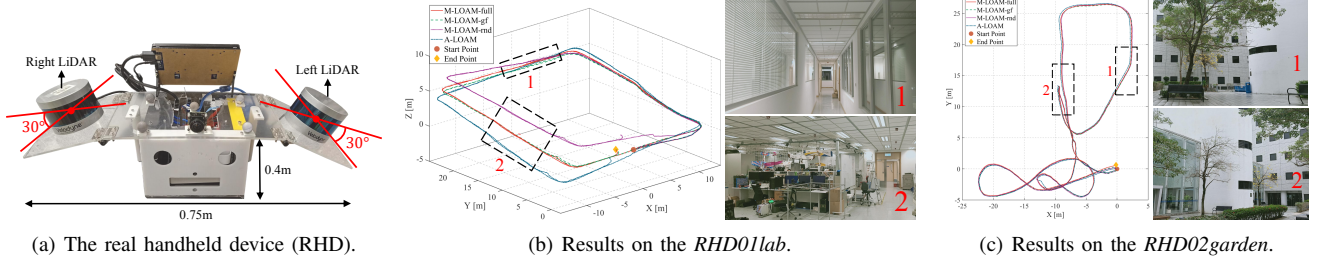 Right LiDAR
Left LiDAR
30°
30°
0.4m
0.75m
(a) The real handheld device (RHD).
M-LOAM-full
M-LOAM-gf
M-LOAM-rnd
A-LOAM
Start Point
End Point
Z [m]
10
5
0
-5
20
15
10
5
0
Y [m]
-10
-5
0
5
10
X [m]
1
2
1
2
(b) Results on the RHD01lab.
M-LOAM-full
M-LOAM-gf
M-LOAM-rnd
A-LOAM
Start Point
End Point
Y [m]
25
20
15
10
5
0
-5
-25
-20
-15
-10
-5
0
5
X [m]
1
2
1
2
(c) Results on the RHD02garden.